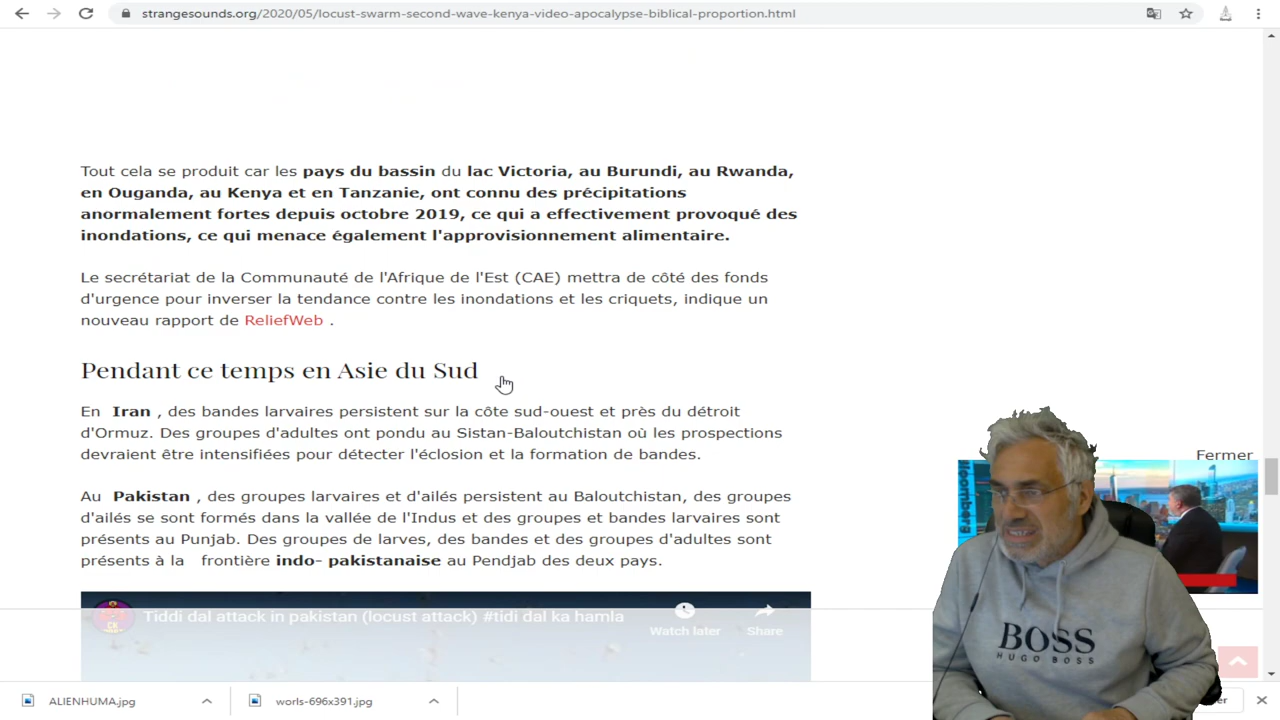 strangesounds.org/2020/05/locust-swarm-second-wave-kenya-video-apocalypse-biblical-proportion.html
Tout cela se produit car les pays du bassin du lac Victoria, au Burundi, au Rwanda,
en Ouganda, au Kenya et en Tanzanie, ont connu des précipitations
anormalement fortes depuis octobre 2019, ce qui a effectivement provoqué des
inondations, ce qui menace également l'approvisionnement alimentaire.
Le secrétariat de la Communauté de l'Afrique de l'Est (CAE) mettra de côté des fonds
d'urgence pour inverser la tendance contre les inondations et les criquets, indique un
nouveau rapport de ReliefWeb .
Pendant ce temps en Asie du Sud
En Iran , des bandes larvaires persistent sur la côte sud-ouest et près du détroit
d'Ormuz. Des groupes d'adultes ont pondu au Sistan-Baloutchistan où les prospections
devraient être intensifiées pour détecter l'éclosion et la formation de bandes.
Fermer
Au Pakistan , des groupes larvaires et d'ailés persistent au Baloutchistan, des groupes
d'ailés se sont formés dans la vallée de l'Indus et des groupes et bandes larvaires sont
présents au Punjab. Des groupes de larves, des bandes et des groupes d'adultes sont
présents à la frontière indo- pakistanaise au Pendjab des deux pays.
Tiddi dal attack in pakistan (locust attack) #tidi dal ka hamla
Watch later
Share
BOSS
HUGO BOSS
ALIENHUMA.jpg
worls-696x391.jpg